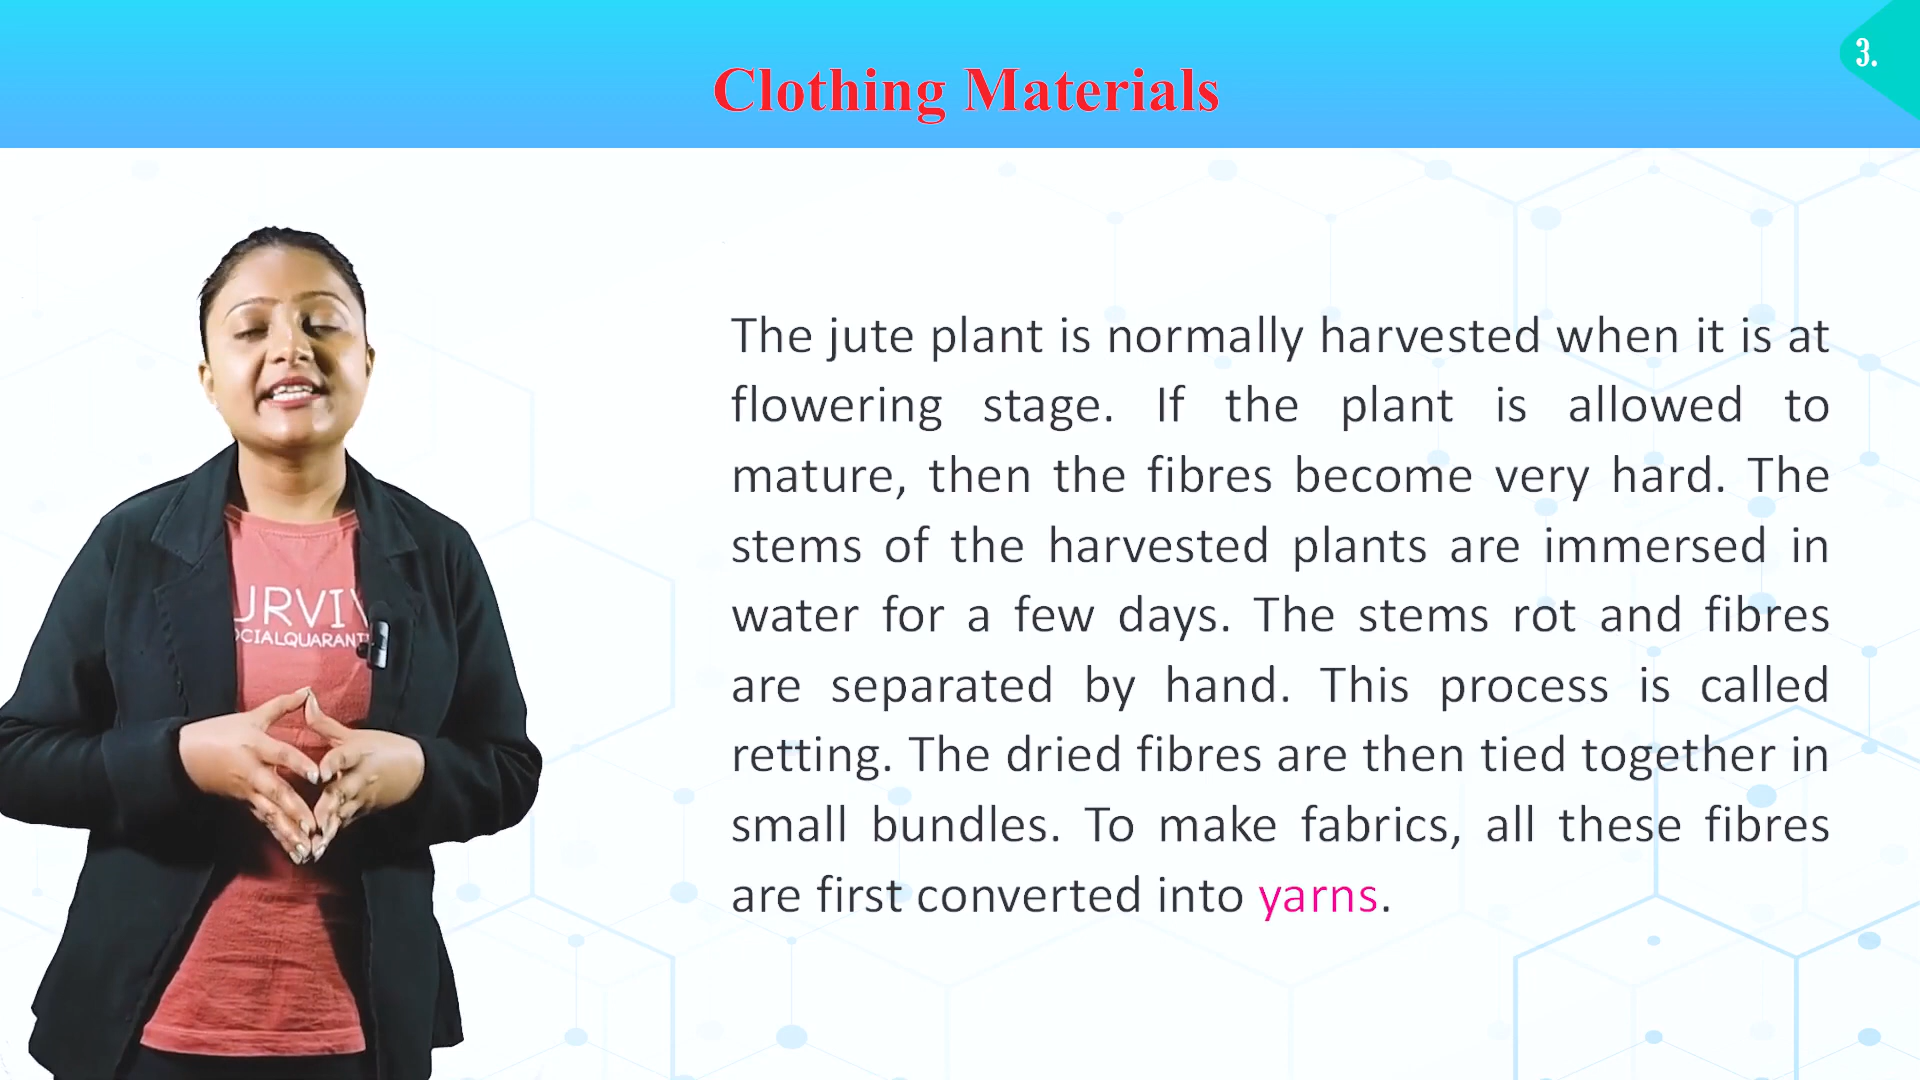 3.
Clothing Materials
The jute plant is normally harvested when it is at
flowering stage. If the plant is allowed to
mature, then the fibres become very hard. The
stems of the harvested plants are immersed in
water for a few days. The stems rot and fibres
are separated by hand. This process is called
retting. The dried fibres are then tied together in
small bundles. To make fabrics, all these fibres
are first converted into yarns.
URVIV
OCIALQUARANT